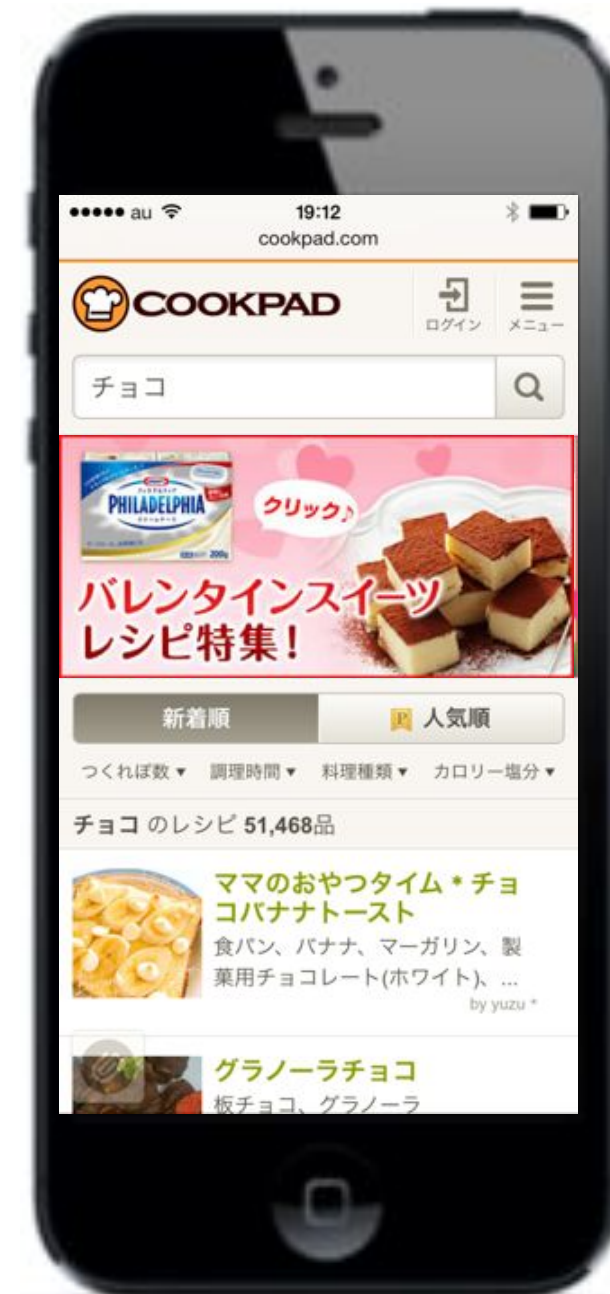 au 19:12
cookpad.com
COOKPAD
ログイン
メニュー
チョコ
PHILADELPHIA
200g
クリック♪
バレンタインスイーツ
レシピ特集！
新着順
P 人気順
つくれぽ数▼ 調理時間▼ 料理種類▼ カロリー塩分▼
チョコ のレシピ 51,468品
ママのおやつタイム * チョ
コバナナトースト
食パン、バナナ、マーガリン、製
菓用チョコレート(ホワイト)、...
by yuzu *
グラノーラチョコ
板チョコ、グラノーラ